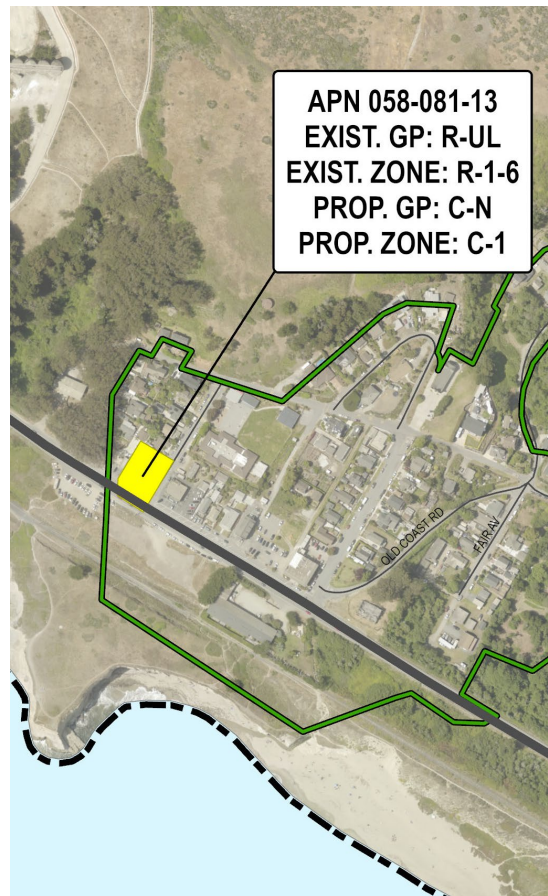 APN 058-081-13
EXIST. GP: R-UL
EXIST. ZONE: R-1-6
PROP. GP: C-N
PROP. ZONE: C-1
OLD COAST RD
FAIR AV